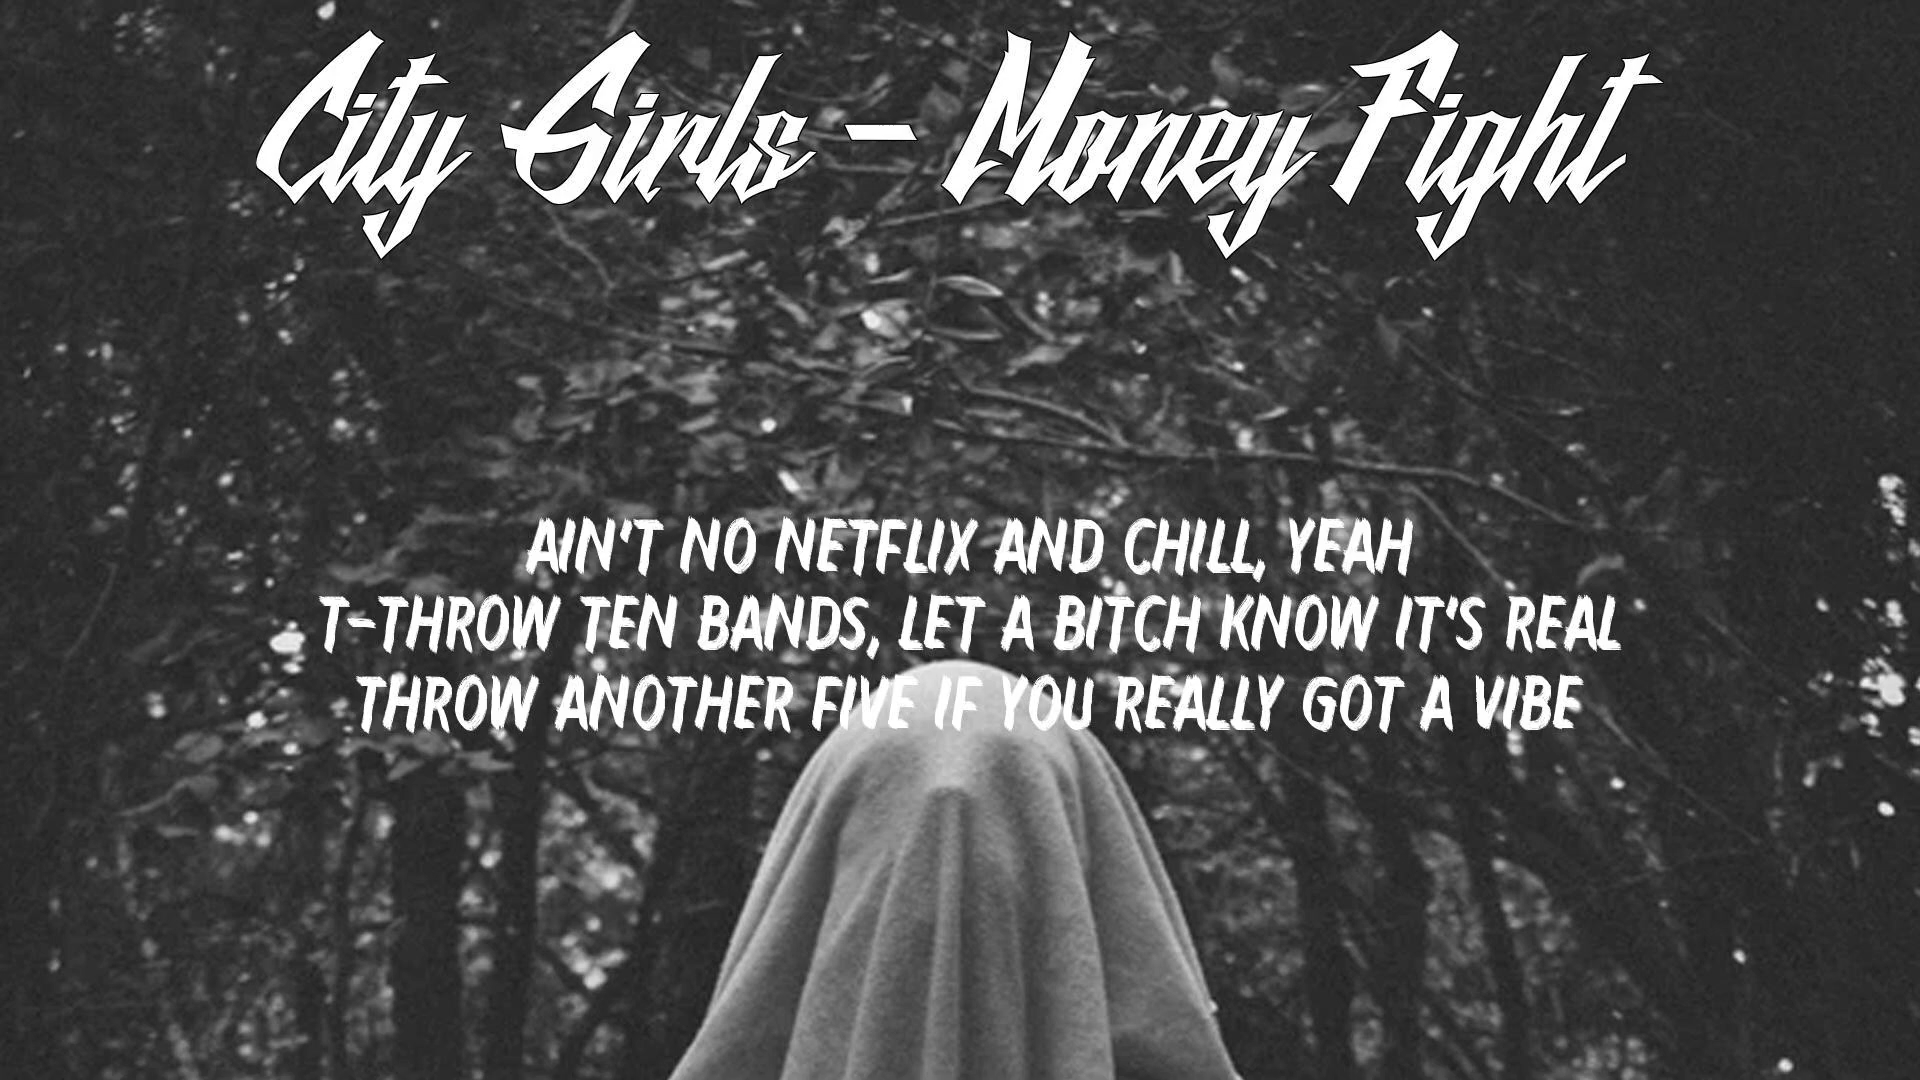 City Girls - Money Fight
AIN'T NO NETFLIX AND CHILL, YEAH
T-THROW TEN BANDS, LET A BITCH KNOW IT'S REAL
THROW ANOTHER FIVE IF YOU REALLY GOT A VIBE